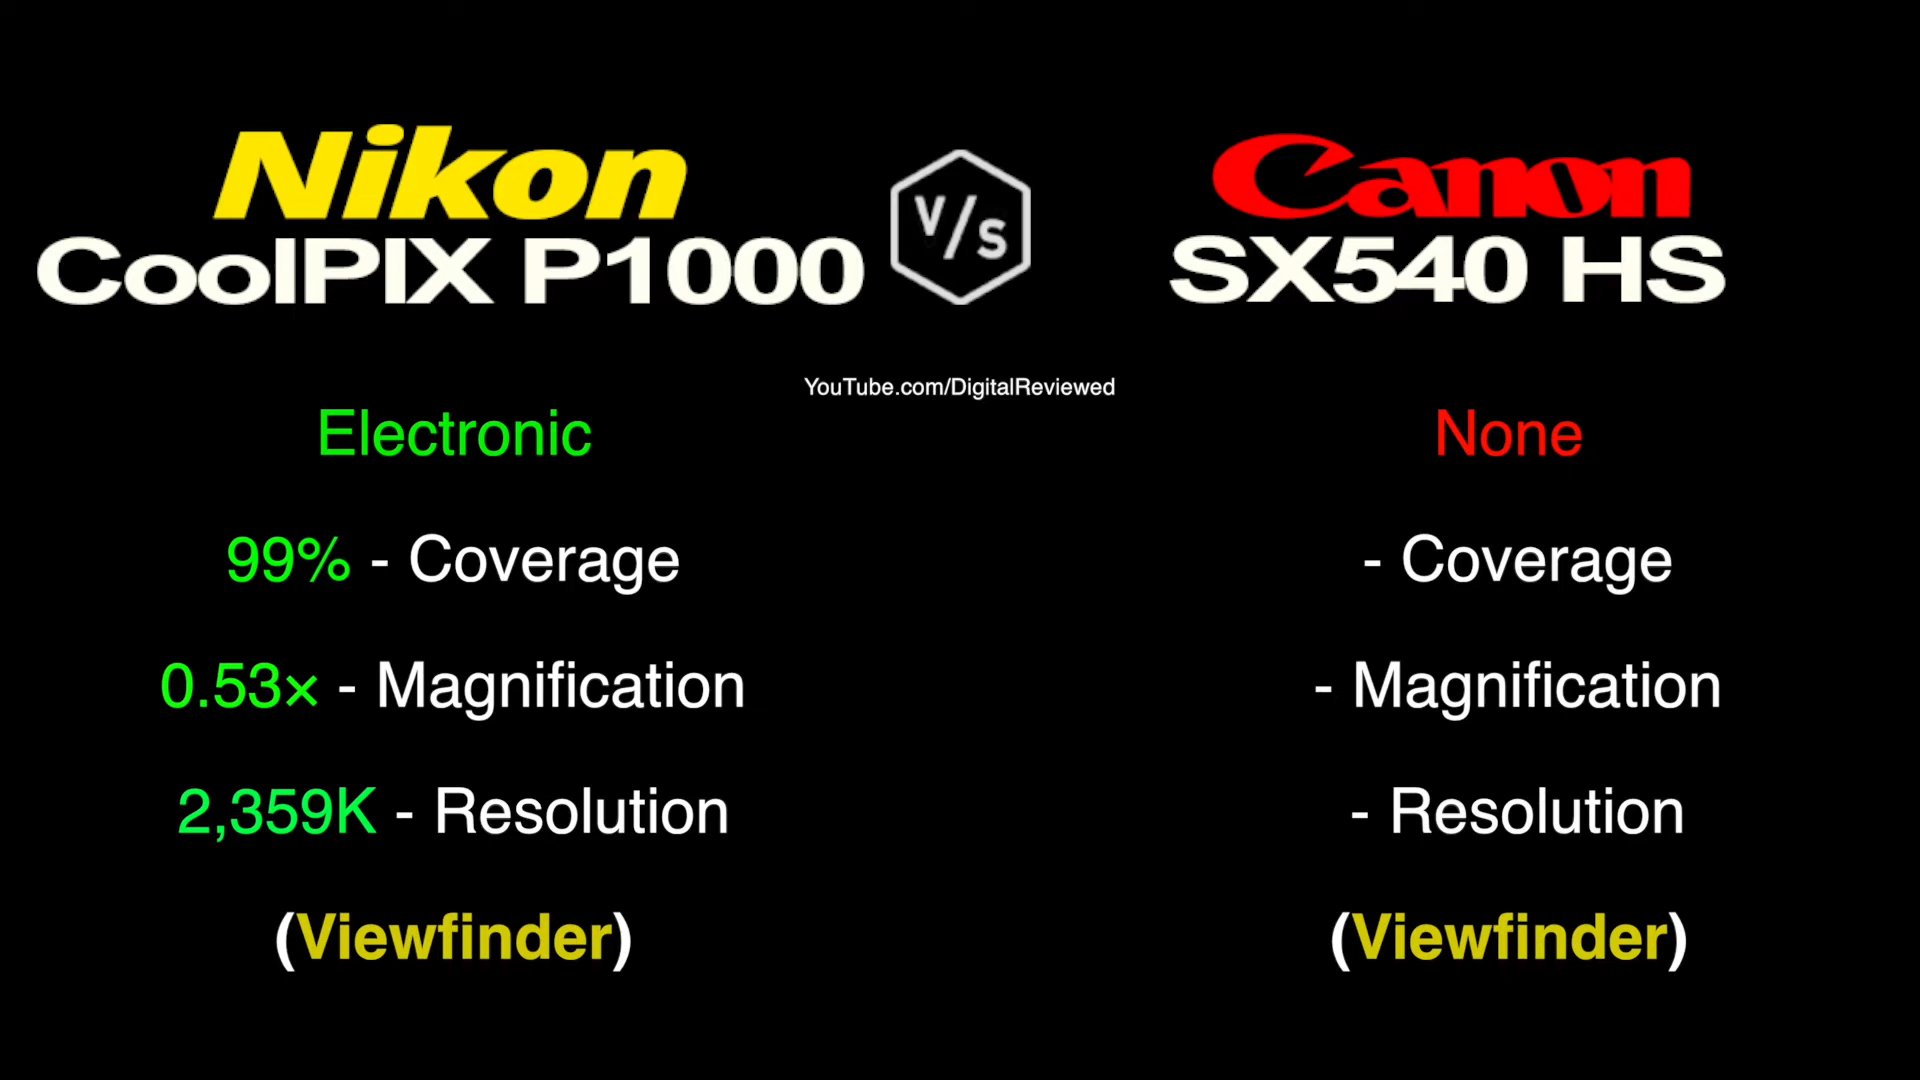 Nikon
CoolPIX P1000
V/S
Canon
SX540 HS
YouTube.com/DigitalReviewed
Electronic
99% - Coverage
0.53× - Magnification
2,359K - Resolution
(Viewfinder)
None
- Coverage
- Magnification
- Resolution
(Viewfinder)